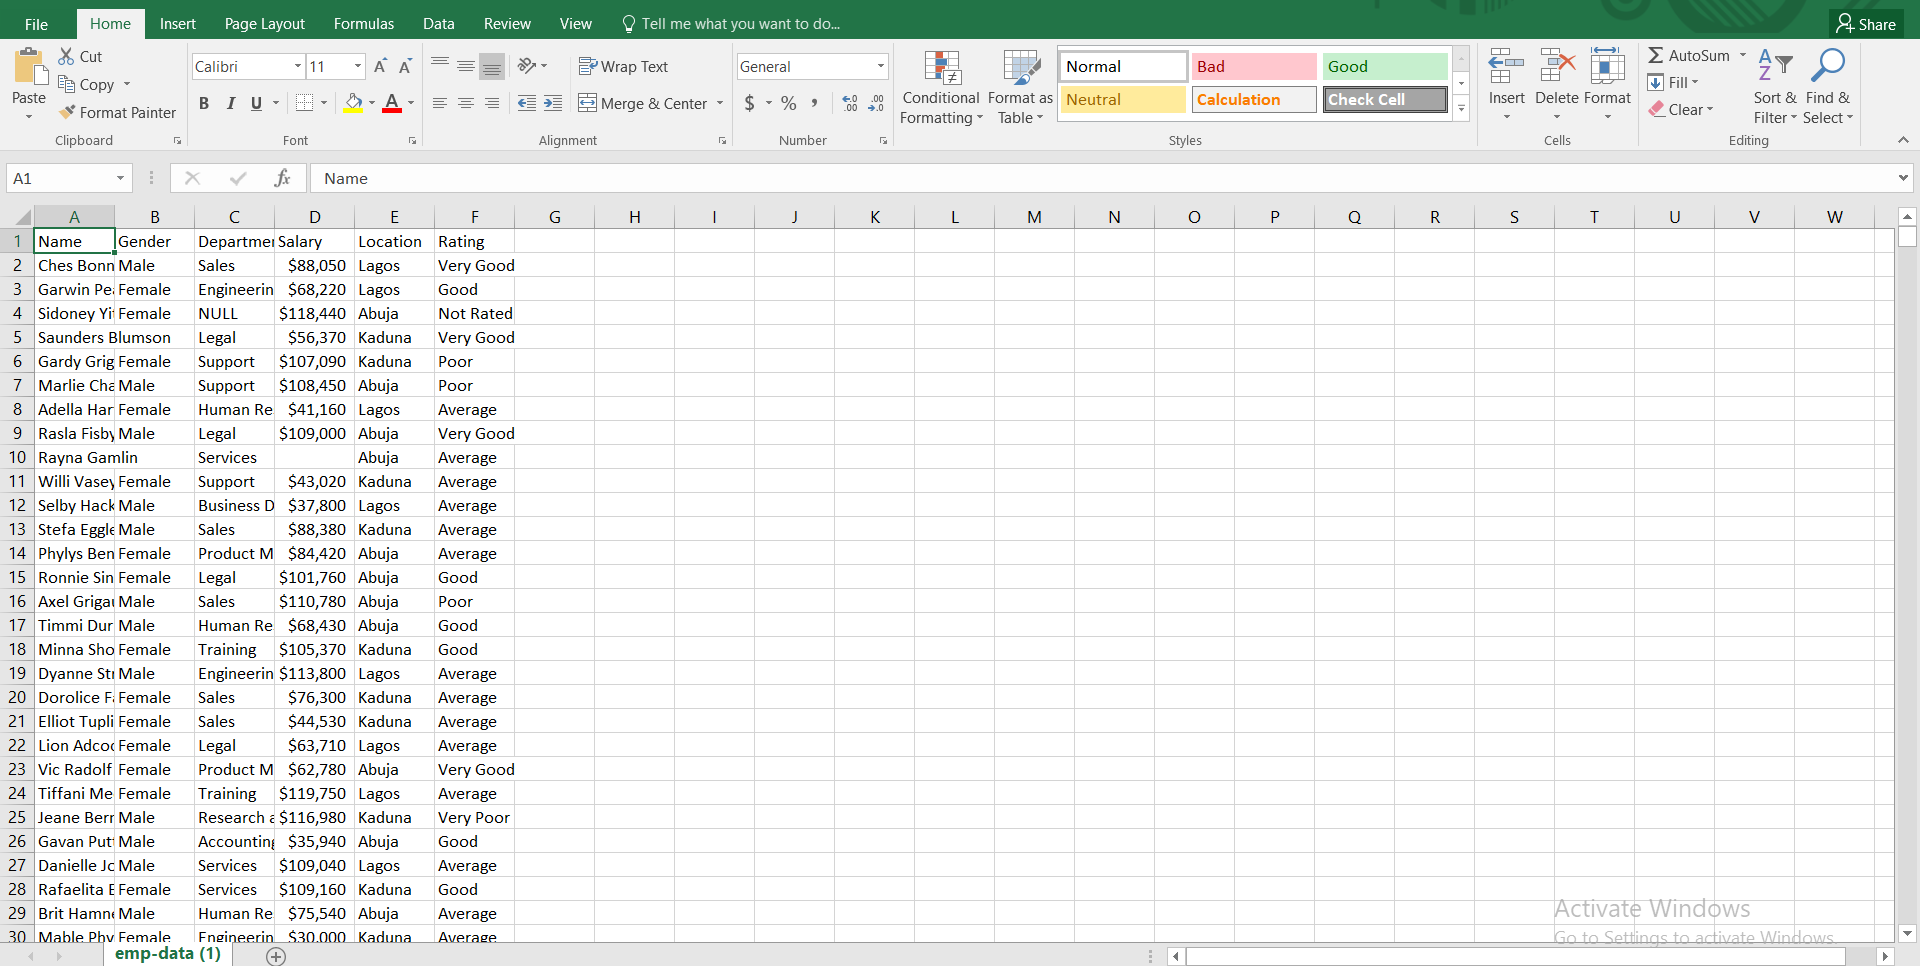 File Home Insert Page Layout Formulas Data Review View Tell me what you want to do... Share
Paste Cut Copy Format Painter Clipboard
Calibri 11 B I U A Font
Wrap Text Merge & Center Alignment
General $ % , Number
Conditional Formatting Format as Table
Normal Bad Good
Neutral Calculation Check Cell
Styles
Insert Delete Format Cells
AutoSum Fill Clear Sort & Filter Find & Select Editing
A1 fx Name
A B C D E F G H I J K L M N O P Q R S T U V W
1 Name Gender Departmen Salary Location Rating
2 Ches Bonn Male Sales $88,050 Lagos Very Good
3 Garwin Pe Female Engineerin $68,220 Lagos Good
4 Sidoney Yi Female NULL $118,440 Abuja Not Rated
5 Saunders Blumson Legal $56,370 Kaduna Very Good
6 Gardy Grig Female Support $107,090 Kaduna Poor
7 Marlie Cha Male Support $108,450 Abuja Poor
8 Adella Har Female Human Re $41,160 Lagos Average
9 Rasla Fisby Male Legal $109,000 Abuja Very Good
10 Rayna Gamlin Services Abuja Average
11 Willi Vasey Female Support $43,020 Kaduna Average
12 Selby Hack Male Business D $37,800 Lagos Average
13 Stefa Eggle Male Sales $88,380 Kaduna Average
14 Phylys Ben Female Product M $84,420 Abuja Average
15 Ronnie Sin Female Legal $101,760 Abuja Good
16 Axel Griga Male Sales $110,780 Abuja Poor
17 Timmi Dur Male Human Re $68,430 Abuja Good
18 Minna Sho Female Training $105,370 Kaduna Good
19 Dyanne St Male Engineerin $113,800 Lagos Average
20 Dorolice F Female Sales $76,300 Kaduna Average
21 Elliot Tupli Female Sales $44,530 Kaduna Average
22 Lion Adco Female Legal $63,710 Lagos Average
23 Vic Radolf Female Product M $62,780 Abuja Very Good
24 Tiffani Me Female Training $119,750 Lagos Average
25 Jeane Berr Male Research a $116,980 Kaduna Very Poor
26 Gavan Put Male Accounting $35,940 Abuja Good
27 Danielle Jo Male Services $109,040 Lagos Average
28 Rafaelita E Female Services $109,160 Kaduna Good
29 Brit Hamn Male Human Re $75,540 Abuja Average
30 Mable Phy Female Engineerin $30,000 Kaduna Average
Activate Windows
Go to Settings to activate Windows.
emp-data (1)